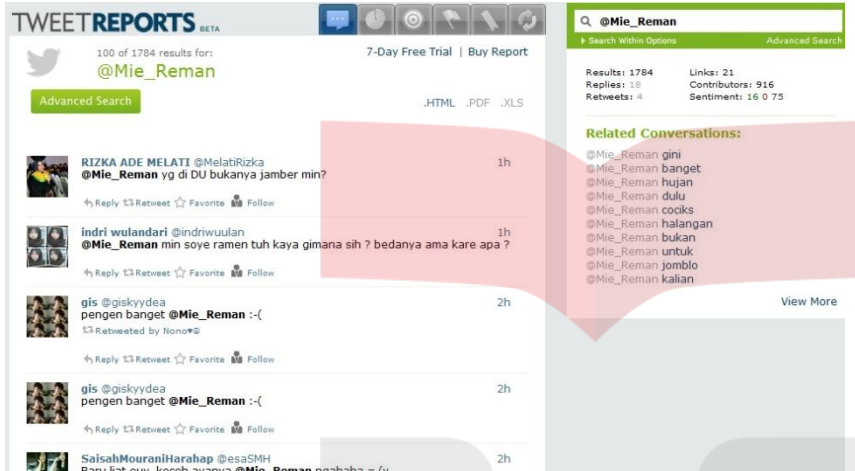 TWEETREPORTS BETA
100 of 1784 results for:
@Mie_Reman
7-Day Free Trial | Buy Report
Advanced Search
.HTML .PDF .XLS
RIZKA ADE MELATI @MelatiRizka 1h
@Mie_Reman yg di DU bukanya jamber min?
Reply Retweet Favorite Follow
indri wulandari @indriwuulan 1h
@Mie_Reman min soye ramen tuh kaya gimana sih ? bedanya ama kare apa ?
Reply Retweet Favorite Follow
gis @giskyydea 2h
pengen banget @Mie_Reman :-(
Retweeted by Nono♥☺
Reply Retweet Favorite Follow
gis @giskyydea 2h
pengen banget @Mie_Reman :-(
Reply Retweet Favorite Follow
SaisahMouraniHarahap @esaSMH 2h
Baru liat euy, kece @Mie_Reman
@Mie_Reman
Search Within Options Advanced Search
Results: 1784 Links: 21
Replies: 18 Contributors: 916
Retweets: 4 Sentiment: 16 0 75
Related Conversations:
@Mie_Reman gini
@Mie_Reman banget
@Mie_Reman hujan
@Mie_Reman dulu
@Mie_Reman cociks
@Mie_Reman halangan
@Mie_Reman bukan
@Mie_Reman untuk
@Mie_Reman jomblo
@Mie_Reman kalian
View More